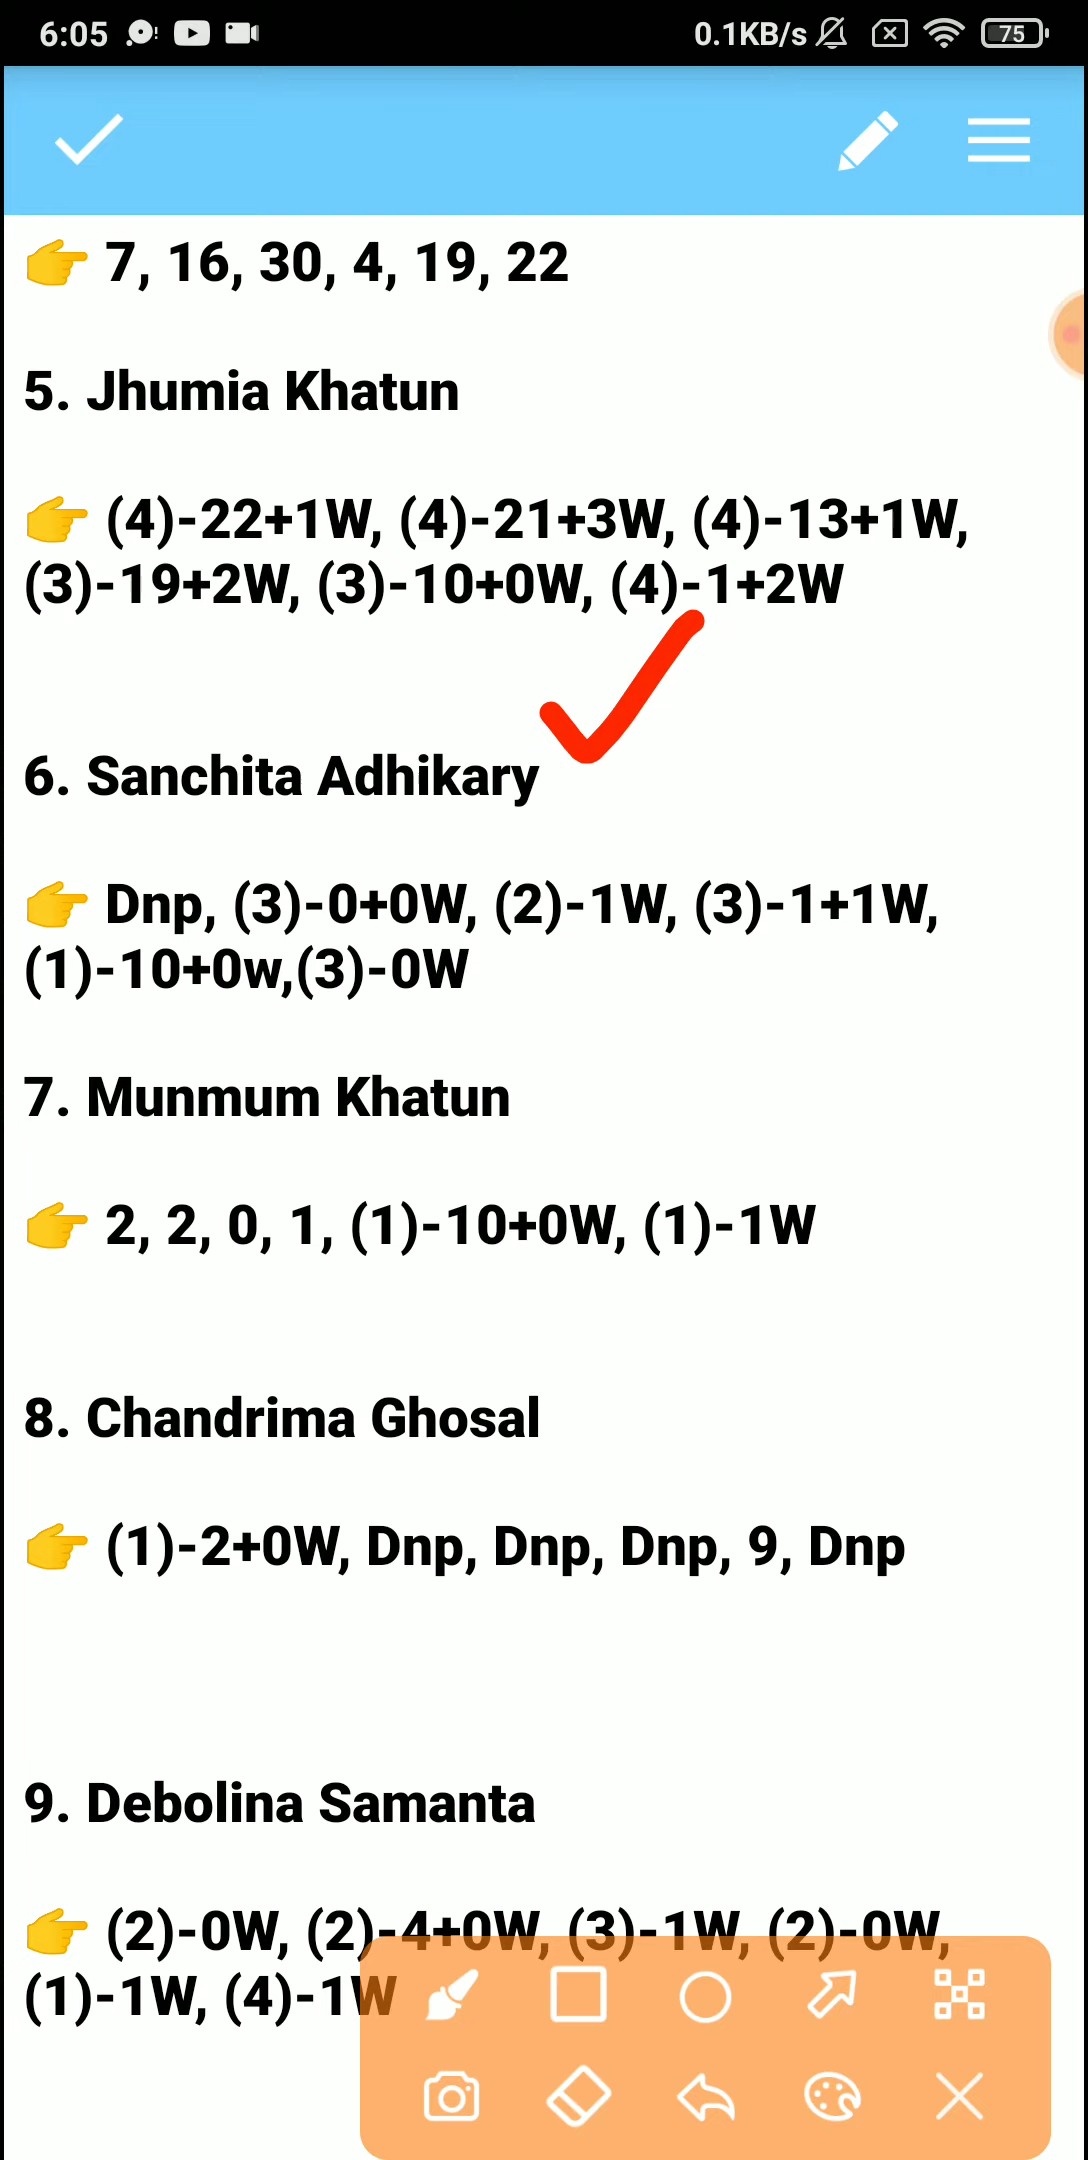 6:05 0.1KB/s 75
👉 7, 16, 30, 4, 19, 22
5. Jhumia Khatun
👉 (4)-22+1W, (4)-21+3W, (4)-13+1W,
(3)-19+2W, (3)-10+0W, (4)-1+2W
6. Sanchita Adhikary
👉 Dnp, (3)-0+0W, (2)-1W, (3)-1+1W,
(1)-10+0w,(3)-0W
7. Munmum Khatun
👉 2, 2, 0, 1, (1)-10+0W, (1)-1W
8. Chandrima Ghosal
👉 (1)-2+0W, Dnp, Dnp, Dnp, 9, Dnp
9. Debolina Samanta
👉 (2)-0W, (2)-4+0W, (3)-1W, (2)-0W,
(1)-1W, (4)-1W